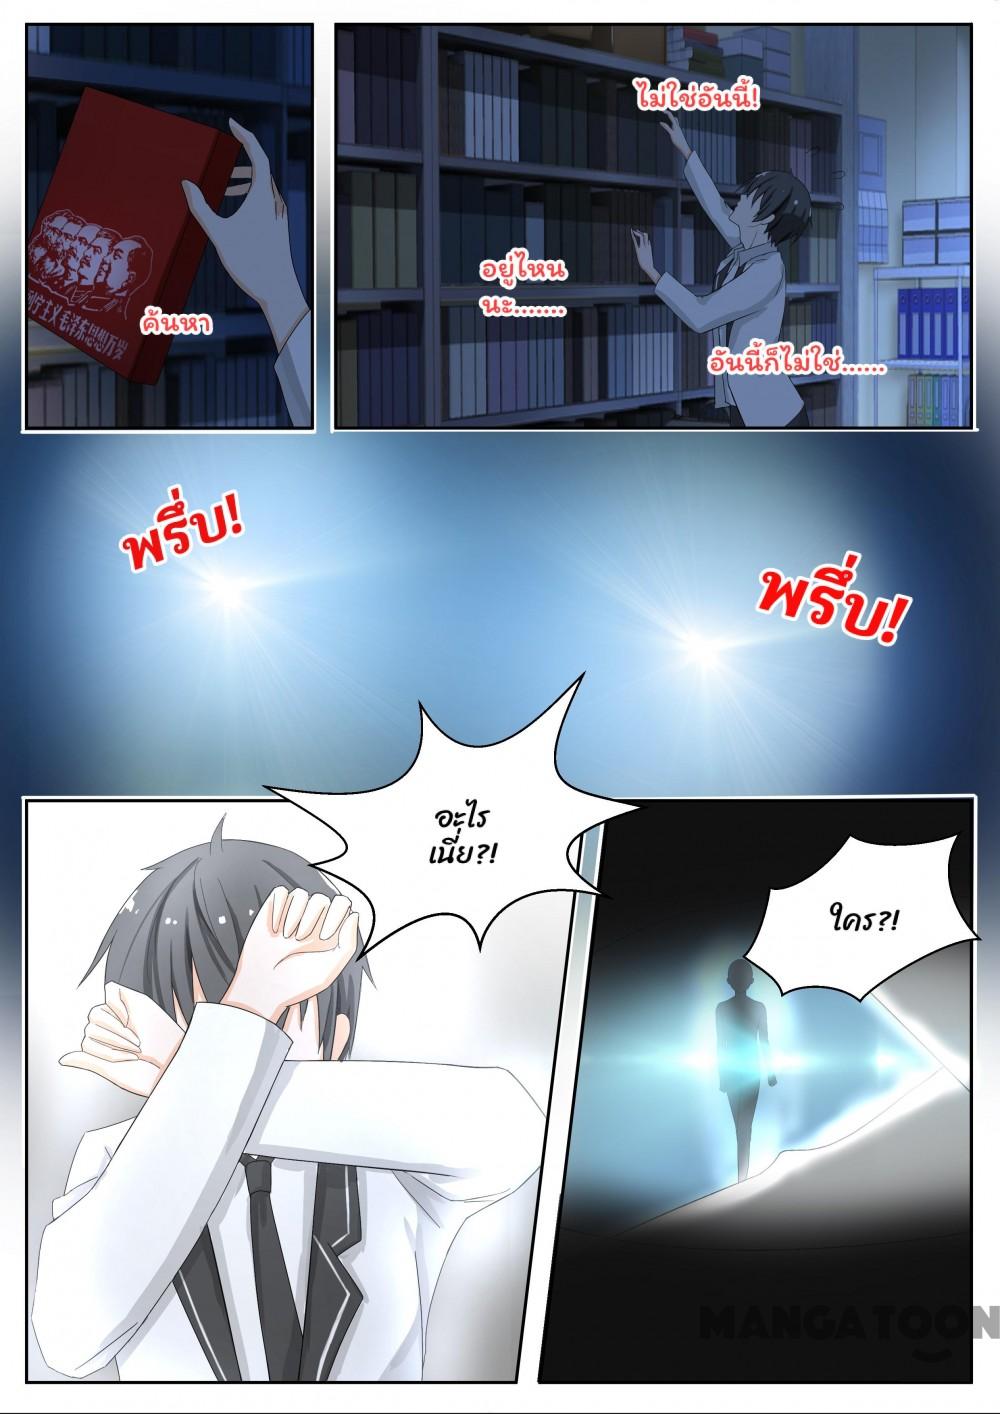 ค้นหา
ไม่ใช่อันนี้!
อยู่ไหน
นะ.......
อันนี้ก็ไม่ใช่......
พรึ่บ!
พรึ่บ!
อะไร
เนี่ย?!
ใคร?!
MANGATOON